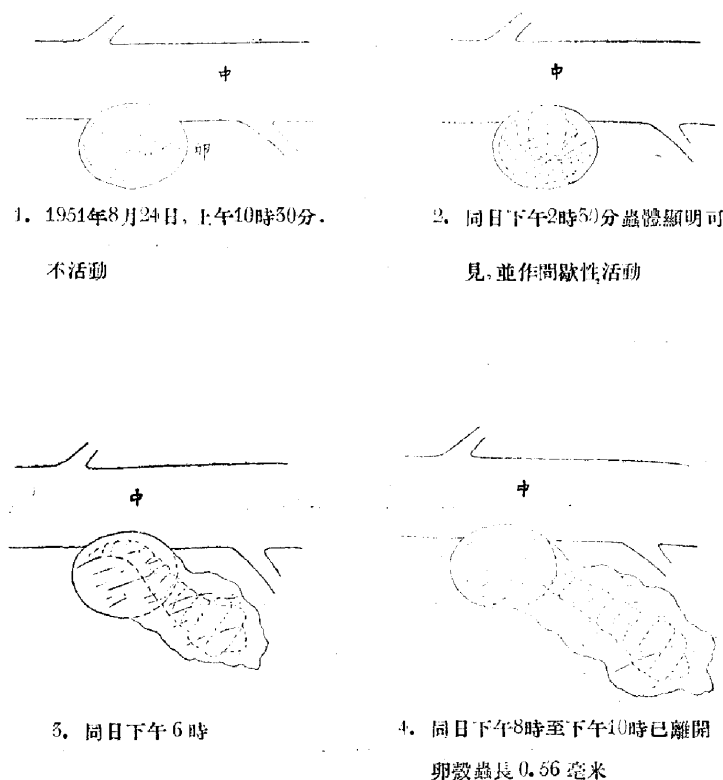 中
卵
1. 1951年8月24日, 上午10時30分.
不活動
中
2. 同日下午2時50分蟲體顯明可
見, 並作間歇性活動
中
3. 同日下午6時
中
4. 同日下午8時至下午10時已離開
卵殼蟲長0.56毫米